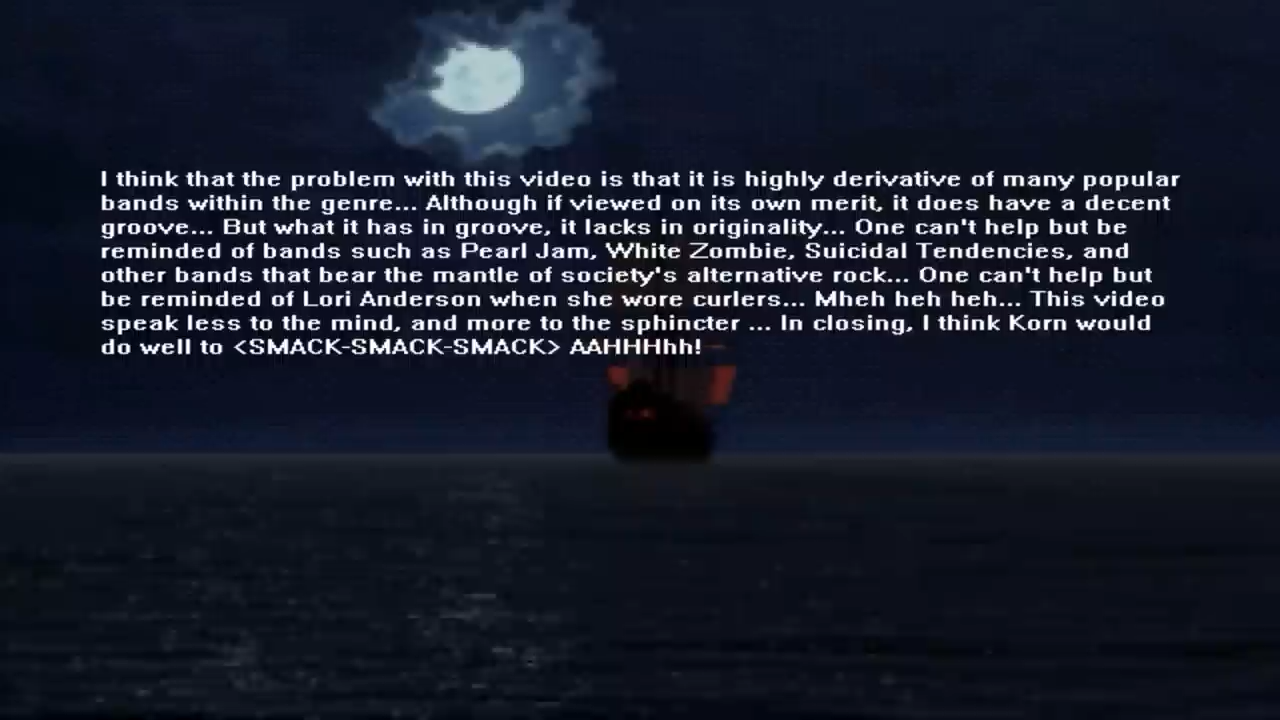 I think that the problem with this video is that it is highly derivative of many popular
bands within the genre... Although if viewed on its own merit, it does have a decent
groove... But what it has in groove, it lacks in originality... One can't help but be
reminded of bands such as Pearl Jam, White Zombie, Suicidal Tendencies, and
other bands that bear the mantle of society's alternative rock... One can't help but
be reminded of Lori Anderson when she wore curlers... Mheh heh heh... This video
speak less to the mind, and more to the sphincter ... In closing, I think Korn would
do well to <SMACK-SMACK-SMACK> AAHHHhh!